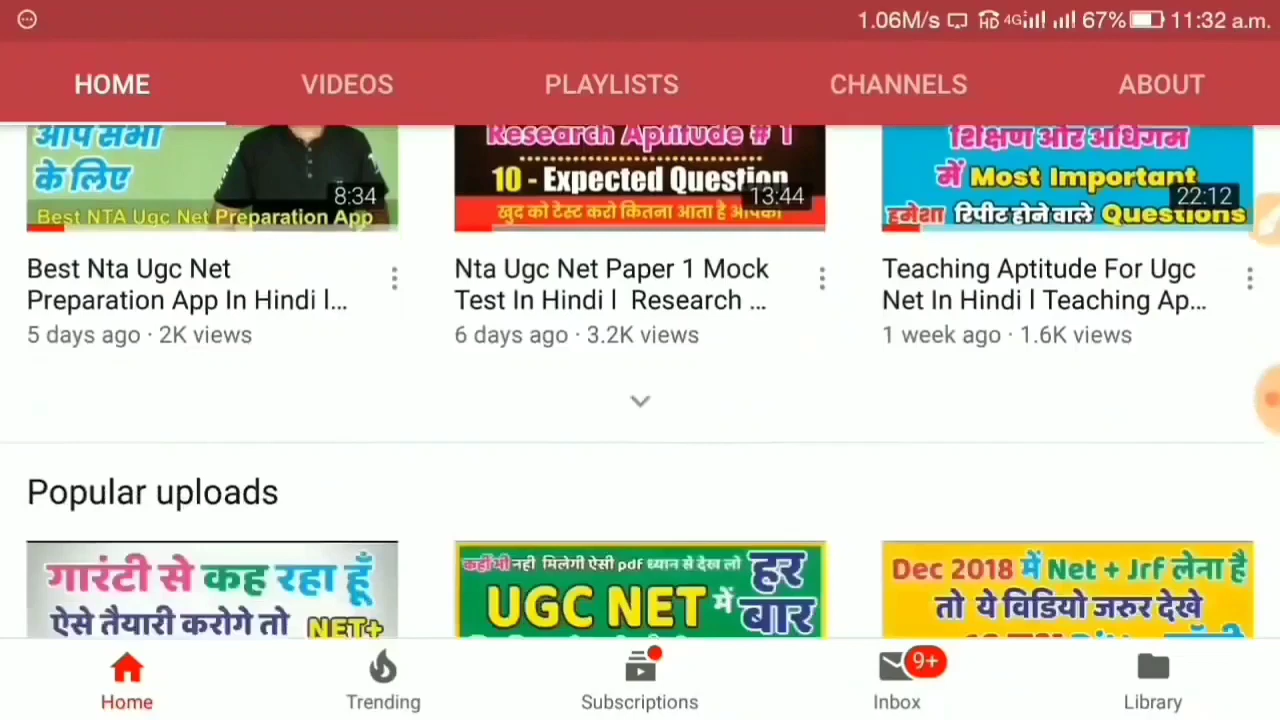 1.06M/s HD 4G 67% 11:32 a.m.
HOME VIDEOS PLAYLISTS CHANNELS ABOUT
आप सभी
के लिए
8:34
Best NTA Ugc Net Preparation App
Research Aptitude # 1
10 - Expected Question
13:44
खुद को टेस्ट करो कितना आता है आपको
शिक्षण और अधिगम
में Most Important
22:12
हमेशा रिपीट होने वाले Questions
Best Nta Ugc Net
Preparation App In Hindi l...
5 days ago · 2K views
Nta Ugc Net Paper 1 Mock
Test In Hindi l Research ...
6 days ago · 3.2K views
Teaching Aptitude For Ugc
Net In Hindi l Teaching Ap...
1 week ago · 1.6K views
Popular uploads
गारंटी से कह रहा हूँ
ऐसे तैयारी करोगे तो NET+
कहीं भी नही मिलेगी ऐसी pdf ध्यान से देख लो
हर
UGC NET में
बार
Dec 2018 में Net + Jrf लेना है
तो ये विडियो जरुर देखे
Home Trending Subscriptions Inbox 9+ Library